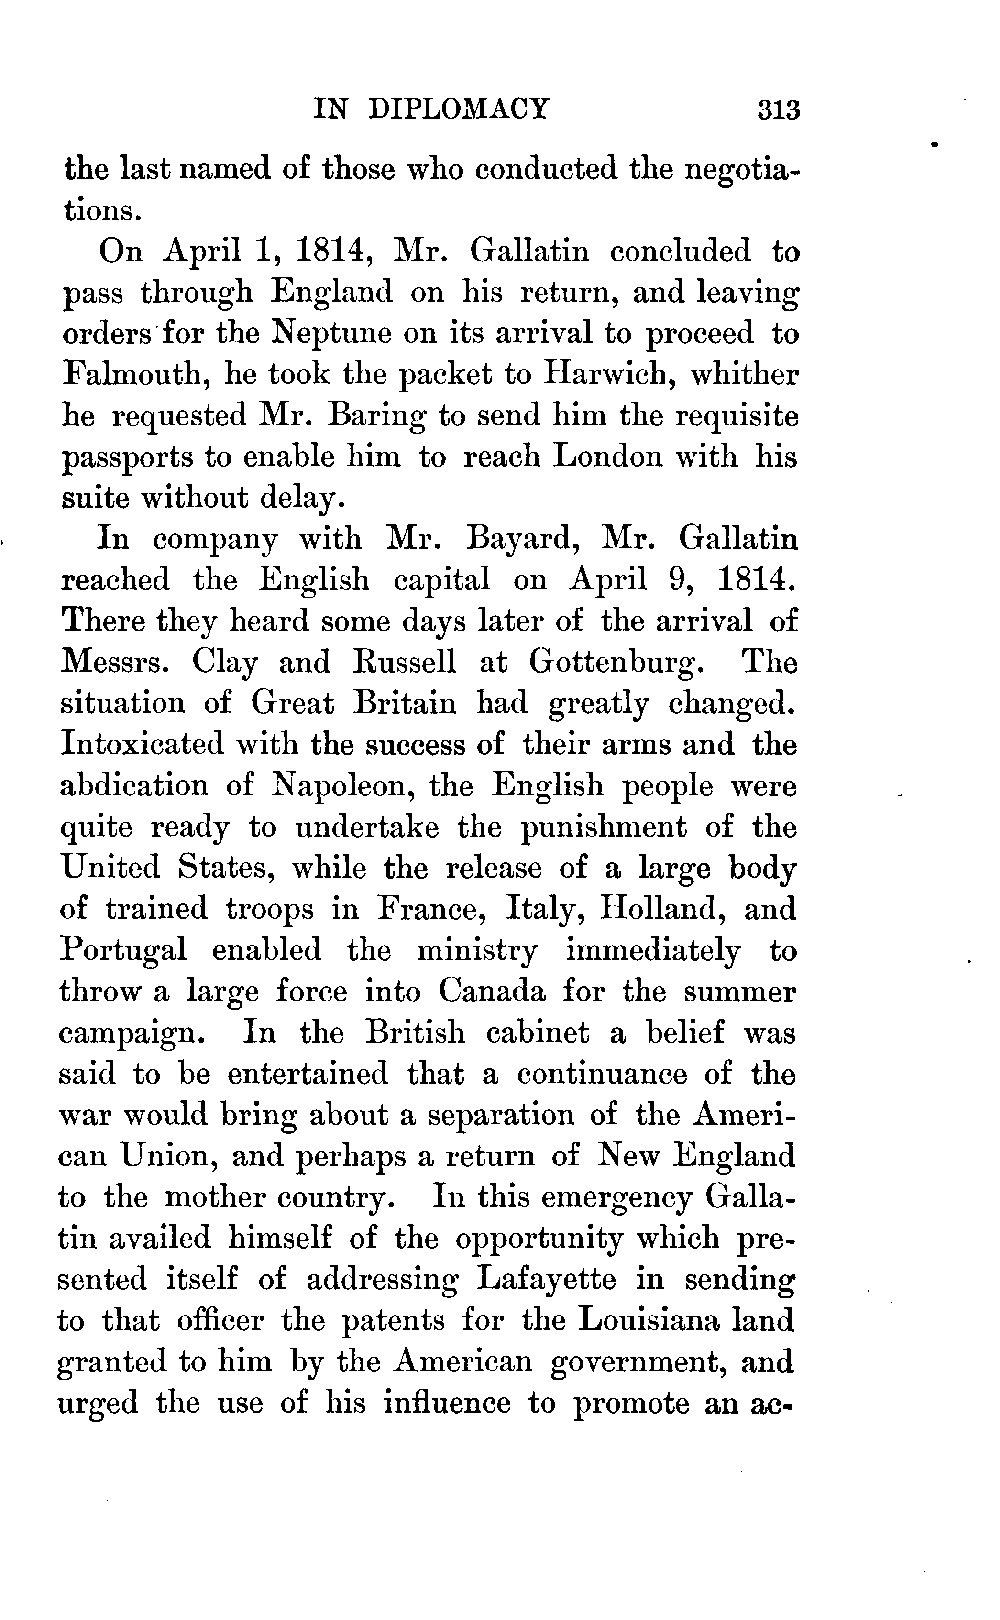 IN DIPLOMACY 313
the last named of those who conducted the negotia-
tions.
On April 1, 1814, Mr. Gallatin concluded to
pass through England on his return, and leaving
orders for the Neptune on its arrival to proceed to
Falmouth, he took the packet to Harwich, whither
he requested Mr. Baring to send him the requisite
passports to enable him to reach London with his
suite without delay.
In company with Mr. Bayard, Mr. Gallatin
reached the English capital on April 9, 1814.
There they heard some days later of the arrival of
Messrs. Clay and Russell at Gottenburg. The
situation of Great Britain had greatly changed.
Intoxicated with the success of their arms and the
abdication of Napoleon, the English people were
quite ready to undertake the punishment of the
United States, while the release of a large body
of trained troops in France, Italy, Holland, and
Portugal enabled the ministry immediately to
throw a large force into Canada for the summer
campaign. In the British cabinet a belief was
said to be entertained that a continuance of the
war would bring about a separation of the Ameri-
can Union, and perhaps a return of New England
to the mother country. In this emergency Galla-
tin availed himself of the opportunity which pre-
sented itself of addressing Lafayette in sending
to that officer the patents for the Louisiana land
granted to him by the American government, and
urged the use of his influence to promote an ac-